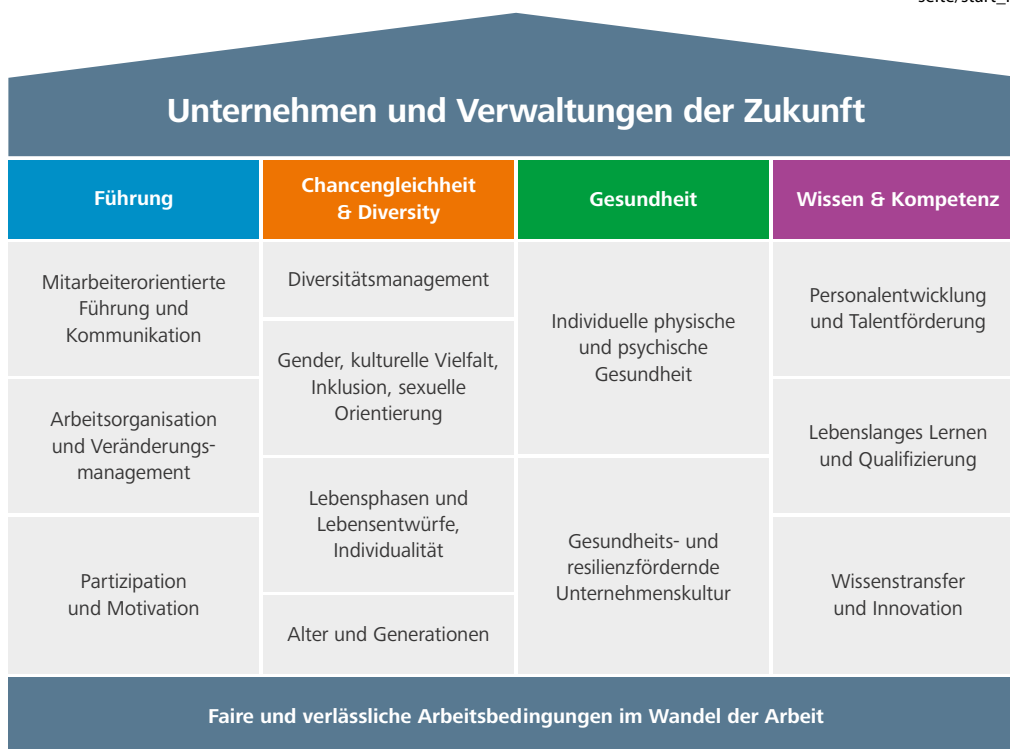 Unternehmen und Verwaltungen der Zukunft
Führung
Mitarbeiterorientierte
Führung und
Kommunikation
Arbeitsorganisation
und Veränderungs-
management
Partizipation
und Motivation
Chancengleichheit
& Diversity
Diversitätsmanagement
Gender, kulturelle Vielfalt,
Inklusion, sexuelle
Orientierung
Lebensphasen und
Lebensentwürfe,
Individualität
Alter und Generationen
Gesundheit
Individuelle physische
und psychische
Gesundheit
Gesundheits- und
resilienzfördernde
Unternehmenskultur
Wissen & Kompetenz
Personalentwicklung
und Talentförderung
Lebenslanges Lernen
und Qualifizierung
Wissenstransfer
und Innovation
Faire und verlässliche Arbeitsbedingungen im Wandel der Arbeit